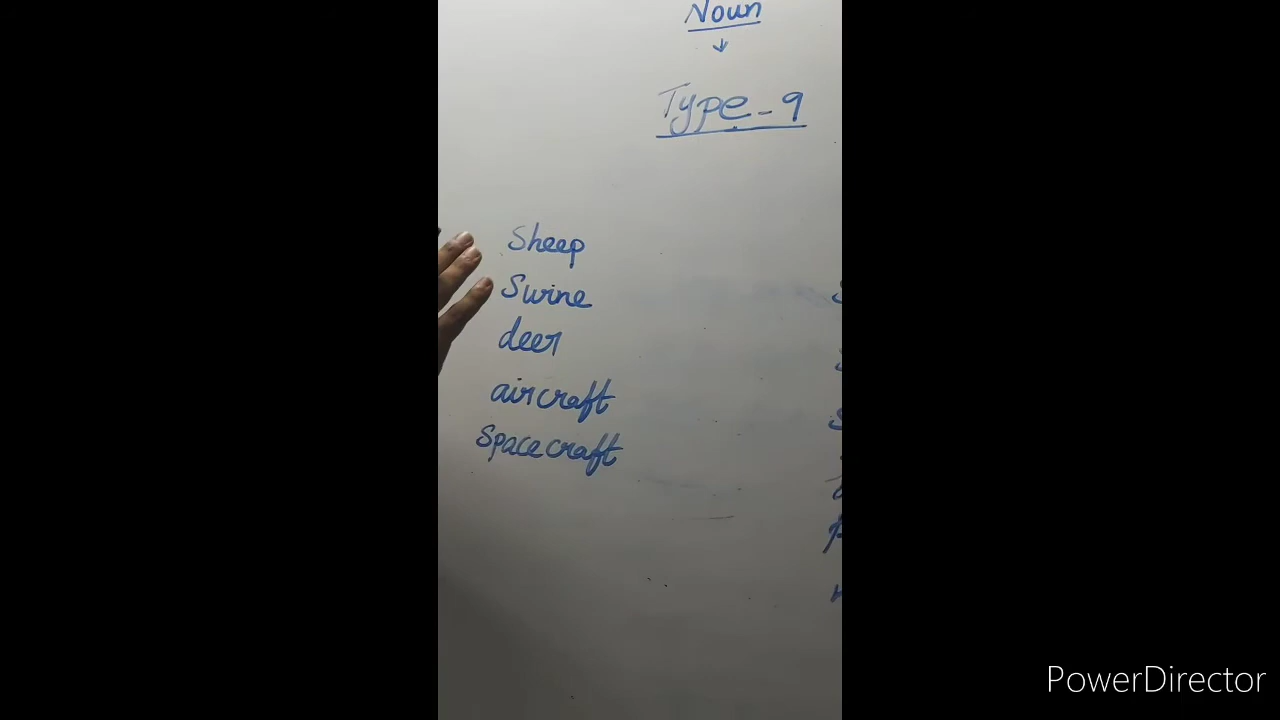 Noun
↓
Type-9
Sheep
Swine
deer
aircraft
Spacecraft
PowerDirector